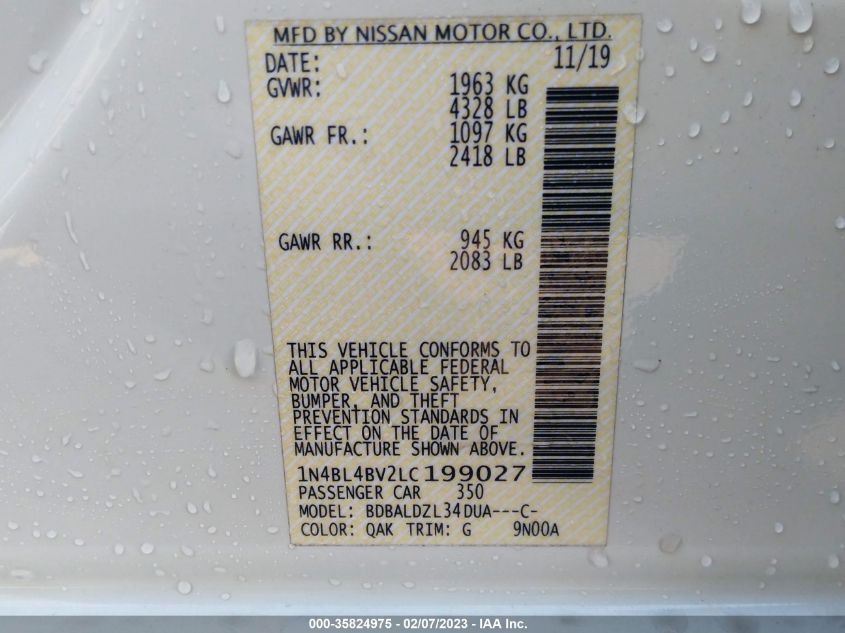 MFD BY NISSAN MOTOR CO., LTD.
DATE: 11/19
GVWR: 1963 KG
4328 LB
GAWR FR.: 1097 KG
2418 LB
GAWR RR.: 945 KG
2083 LB
THIS VEHICLE CONFORMS TO
ALL APPLICABLE FEDERAL
MOTOR VEHICLE SAFETY,
BUMPER, AND THEFT
PREVENTION STANDARDS IN
EFFECT ON THE DATE OF
MANUFACTURE SHOWN ABOVE.
1N4BL4BV2LC199027
PASSENGER CAR 350
MODEL: BDBALDZL34DUA---C-
COLOR: QAK TRIM: G 9N00A
000-35824975 - 02/07/2023 - IAA Inc.